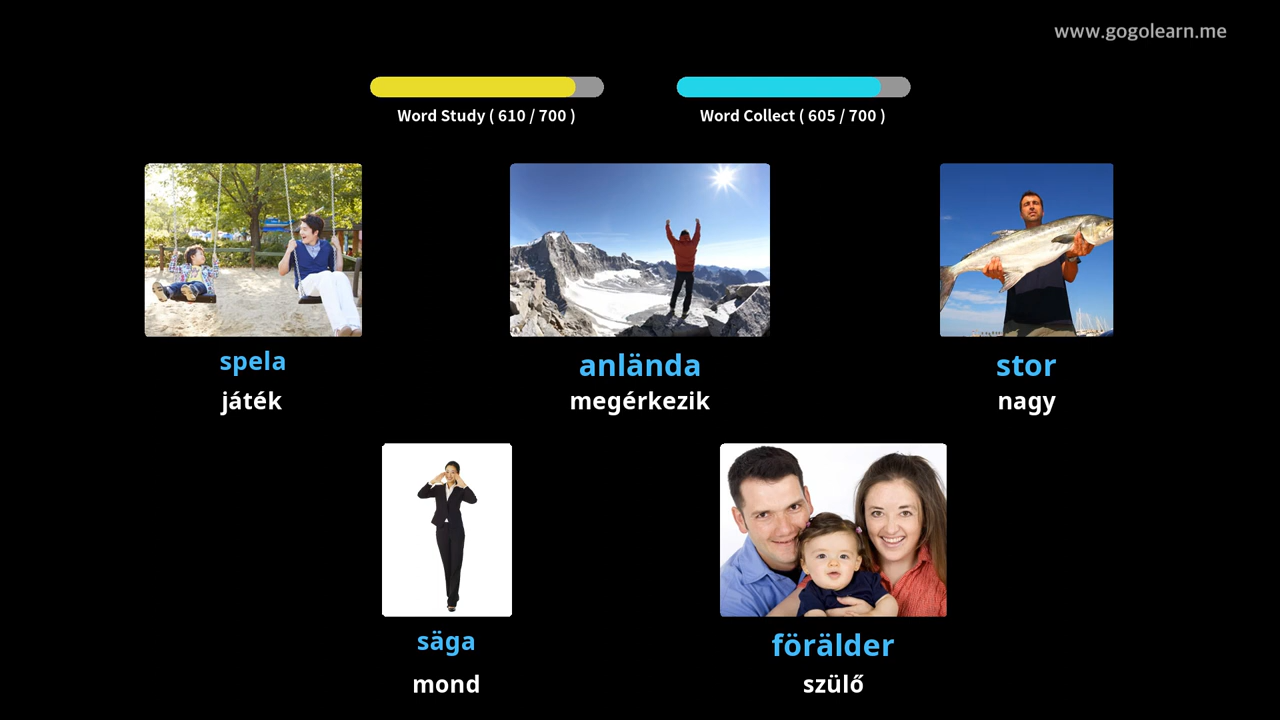 www.gogolearn.me
Word Study ( 610 / 700 )
Word Collect ( 605 / 700 )
spela
anlända
stor
játék
megérkezik
nagy
säga
förälder
mond
szülő